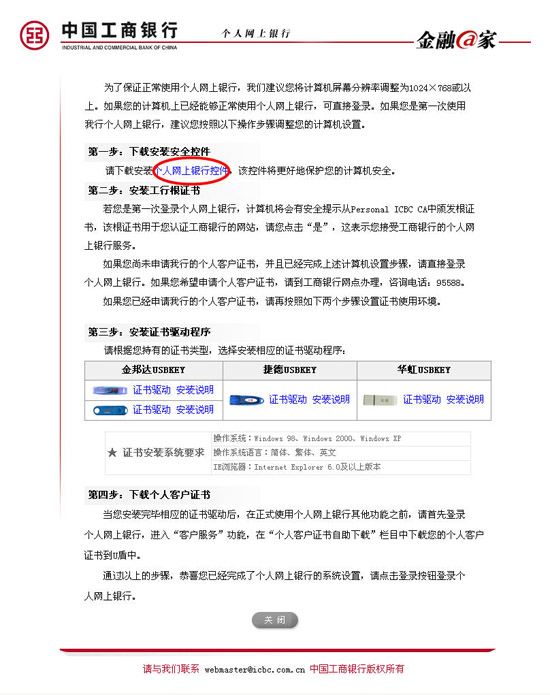 中国工商银行
INDUSTRIAL AND COMMERCIAL BANK OF CHINA
个人网上银行
金融@家
为了保证正常使用个人网上银行，我们建议您将计算机屏幕分辨率调整为1024×768或以
上。如果您的计算机上已经能够正常使用个人网上银行，可直接登录。如果您是第一次使用
我行个人网上银行，建议您按照以下操作步骤调整您的计算机设置。
第一步：下载安装安全控件
请下载安装个人网上银行控件，该控件将更好地保护您的计算机安全。
第二步：安装工行根证书
若您是第一次登录个人网上银行，计算机将会有安全提示从Personal ICBC CA中颁发根证
书，该根证书用于您认证工商银行的网站，请您点击“是”，这表示您接受工商银行的个人网
上银行服务。
如果您尚未申请我行的个人客户证书，并且已经完成上述计算机设置步骤，请直接登录
个人网上银行。如果您希望申请个人客户证书，请到工商银行网点办理，咨询电话：95588。
如果您已经申请我行的个人客户证书，请再按照如下两个步骤设置证书使用环境。
第三步：安装证书驱动程序
请根据您持有的证书类型，选择安装相应的证书驱动程序：
金邦达USBKEY 捷德USBKEY 华虹USBKEY
证书驱动 安装说明
证书驱动 安装说明
证书驱动 安装说明
证书驱动 安装说明
★ 证书安装系统要求
操作系统：Windows 98、Windows 2000、Windows XP
操作系统语言：简体、繁体、英文
IE浏览器：Internet Explorer 6.0及以上版本
第四步：下载个人客户证书
当您安装完毕相应的证书驱动后，在正式使用个人网上银行其他功能之前，请首先登录
个人网上银行，进入“客户服务”功能，在“个人客户证书自助下载”栏目中下载您的个人客户
证书到U盾中。
通过以上的步骤，恭喜您已经完成了个人网上银行的系统设置，请点击登录按钮登录个
人网上银行。
关 闭
请与我们联系 webmaster@icbc.com.cn 中国工商银行版权所有